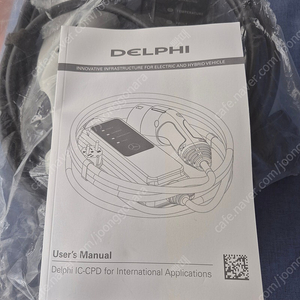 DELPHI
INNOVATIVE INFRASTRUCTURE FOR ELECTRIC AND HYBRID VEHICLE
User's Manual
Delphi IC-CPD for International Applications